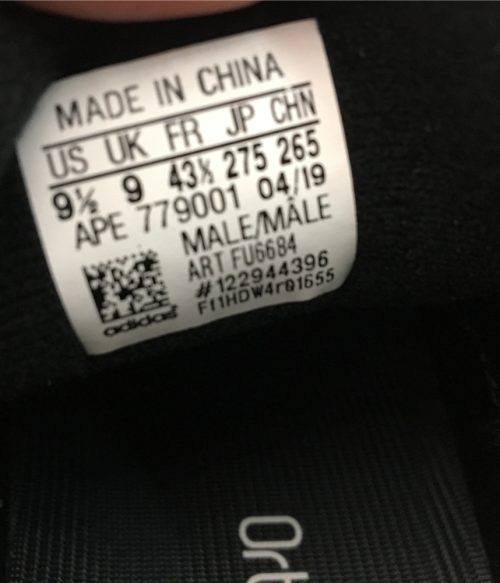 MADE IN CHINA
US UK FR JP CHN
9½ 9 43⅓ 275 265
APE 779001 04/19
MALE/MÂLE
ART FU6684
#122944396
F11HDW4r01655
adidas
Ort